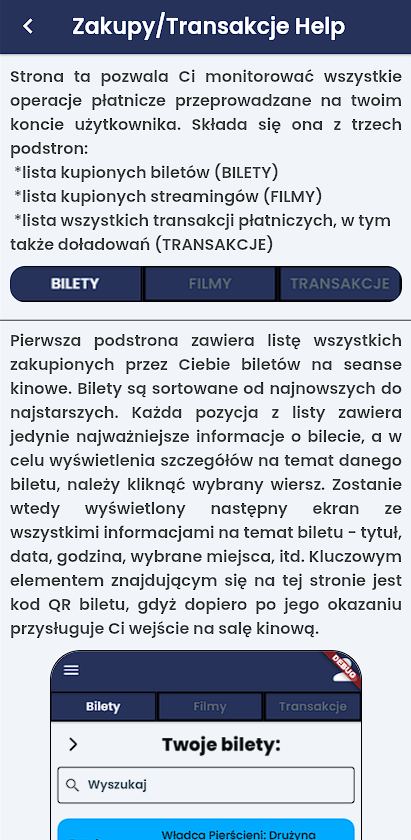 Zakupy/Transakcje Help
Strona ta pozwala Ci monitorować wszystkie
operacje płatnicze przeprowadzane na twoim
koncie użytkownika. Składa się ona z trzech
podstron:
*lista kupionych biletów (BILETY)
*lista kupionych streamingów (FILMY)
*lista wszystkich transakcji płatniczych, w tym
także doładowań (TRANSAKCJE)
BILETY FILMY TRANSAKCJE
Pierwsza podstrona zawiera listę wszystkich
zakupionych przez Ciebie biletów na seanse
kinowe. Bilety są sortowane od najnowszych do
najstarszych. Każda pozycja z listy zawiera
jedynie najważniejsze informacje o bilecie, a w
celu wyświetlenia szczegółów na temat danego
biletu, należy kliknąć wybrany wiersz. Zostanie
wtedy wyświetlony następny ekran ze
wszystkimi informacjami na temat biletu - tytuł,
data, godzina, wybrane miejsca, itd. Kluczowym
elementem znajdującym się na tej stronie jest
kod QR biletu, gdyż dopiero po jego okazaniu
przysługuje Ci wejście na salę kinową.
DEBUG
Bilety Filmy Transakcje
Twoje bilety:
Wyszukaj
Władca Pierścieni: Drużyna